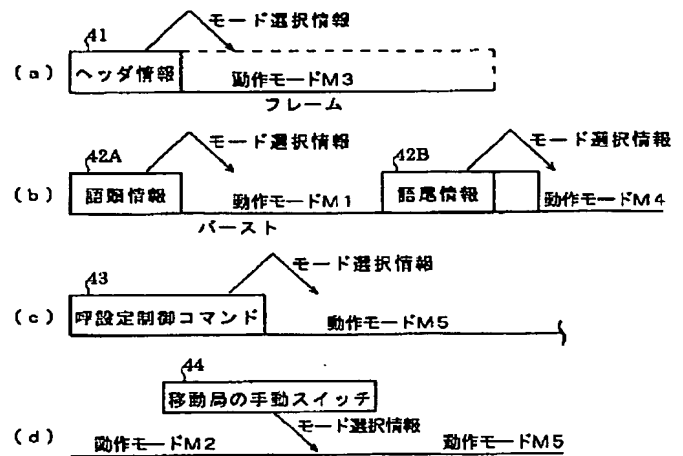 41
モード選択情報
(a)
ヘッダ情報
動作モードM3
フレーム
42A
モード選択情報
42B
モード選択情報
(b)
語頭情報
動作モードM1
語尾情報
動作モードM4
バースト
43
モード選択情報
(c)
呼設定制御コマンド
動作モードM5
44
移動局の手動スイッチ
モード選択情報
(d)
動作モードM2
動作モードM5